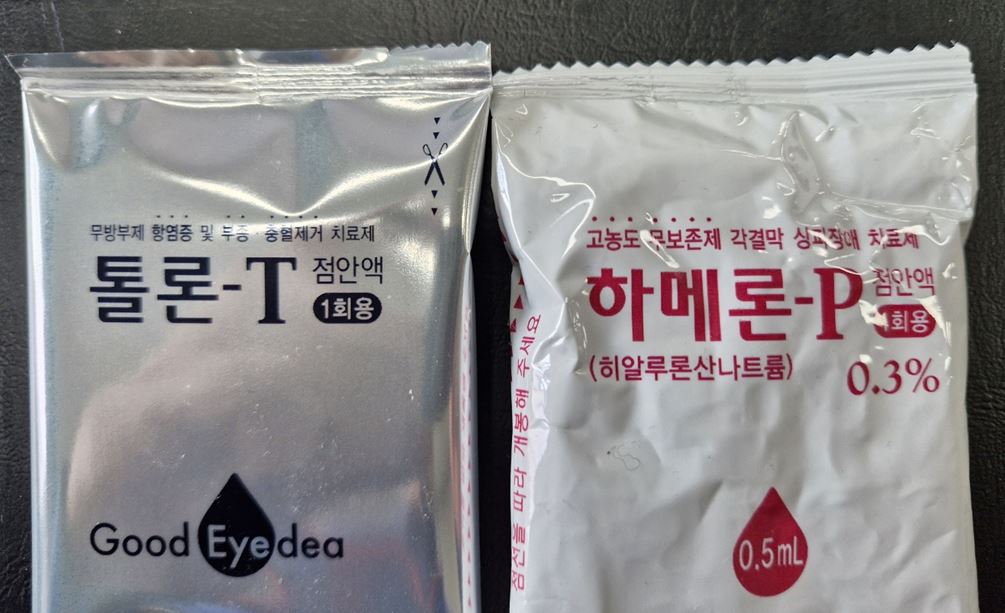 무방부제 항염증 및 부종·충혈제거 치료제
톨론-T 점안액
1회용
Good Eyedea
고농도 무보존제 각결막 상피장애 치료제
하메론-P 점안액
1회용
(히알루론산나트륨)
0.3%
0.5mL
점선을 따라 개봉해 주세요